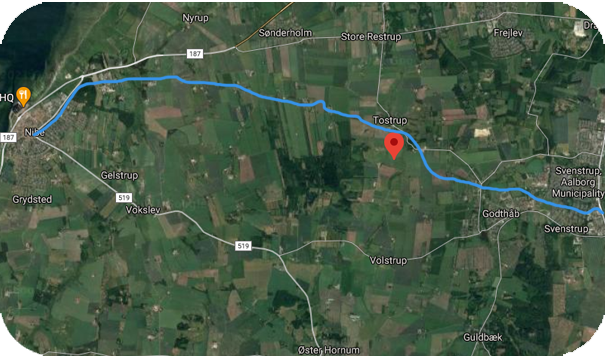 Nyrup
Sønderholm
Store Restrup
Frejlev
187
HQ
187
Nibe
Tostrup
Gelstrup
519
Grydsted
Vokslev
Svenstrup,
Aalborg
Municipality
Godthåb
Svenstrup
519
Volstrup
Guldbæk
Øster Hornum